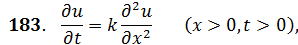 183. ∂u/∂t = k ∂²u/∂x² (x > 0, t > 0),